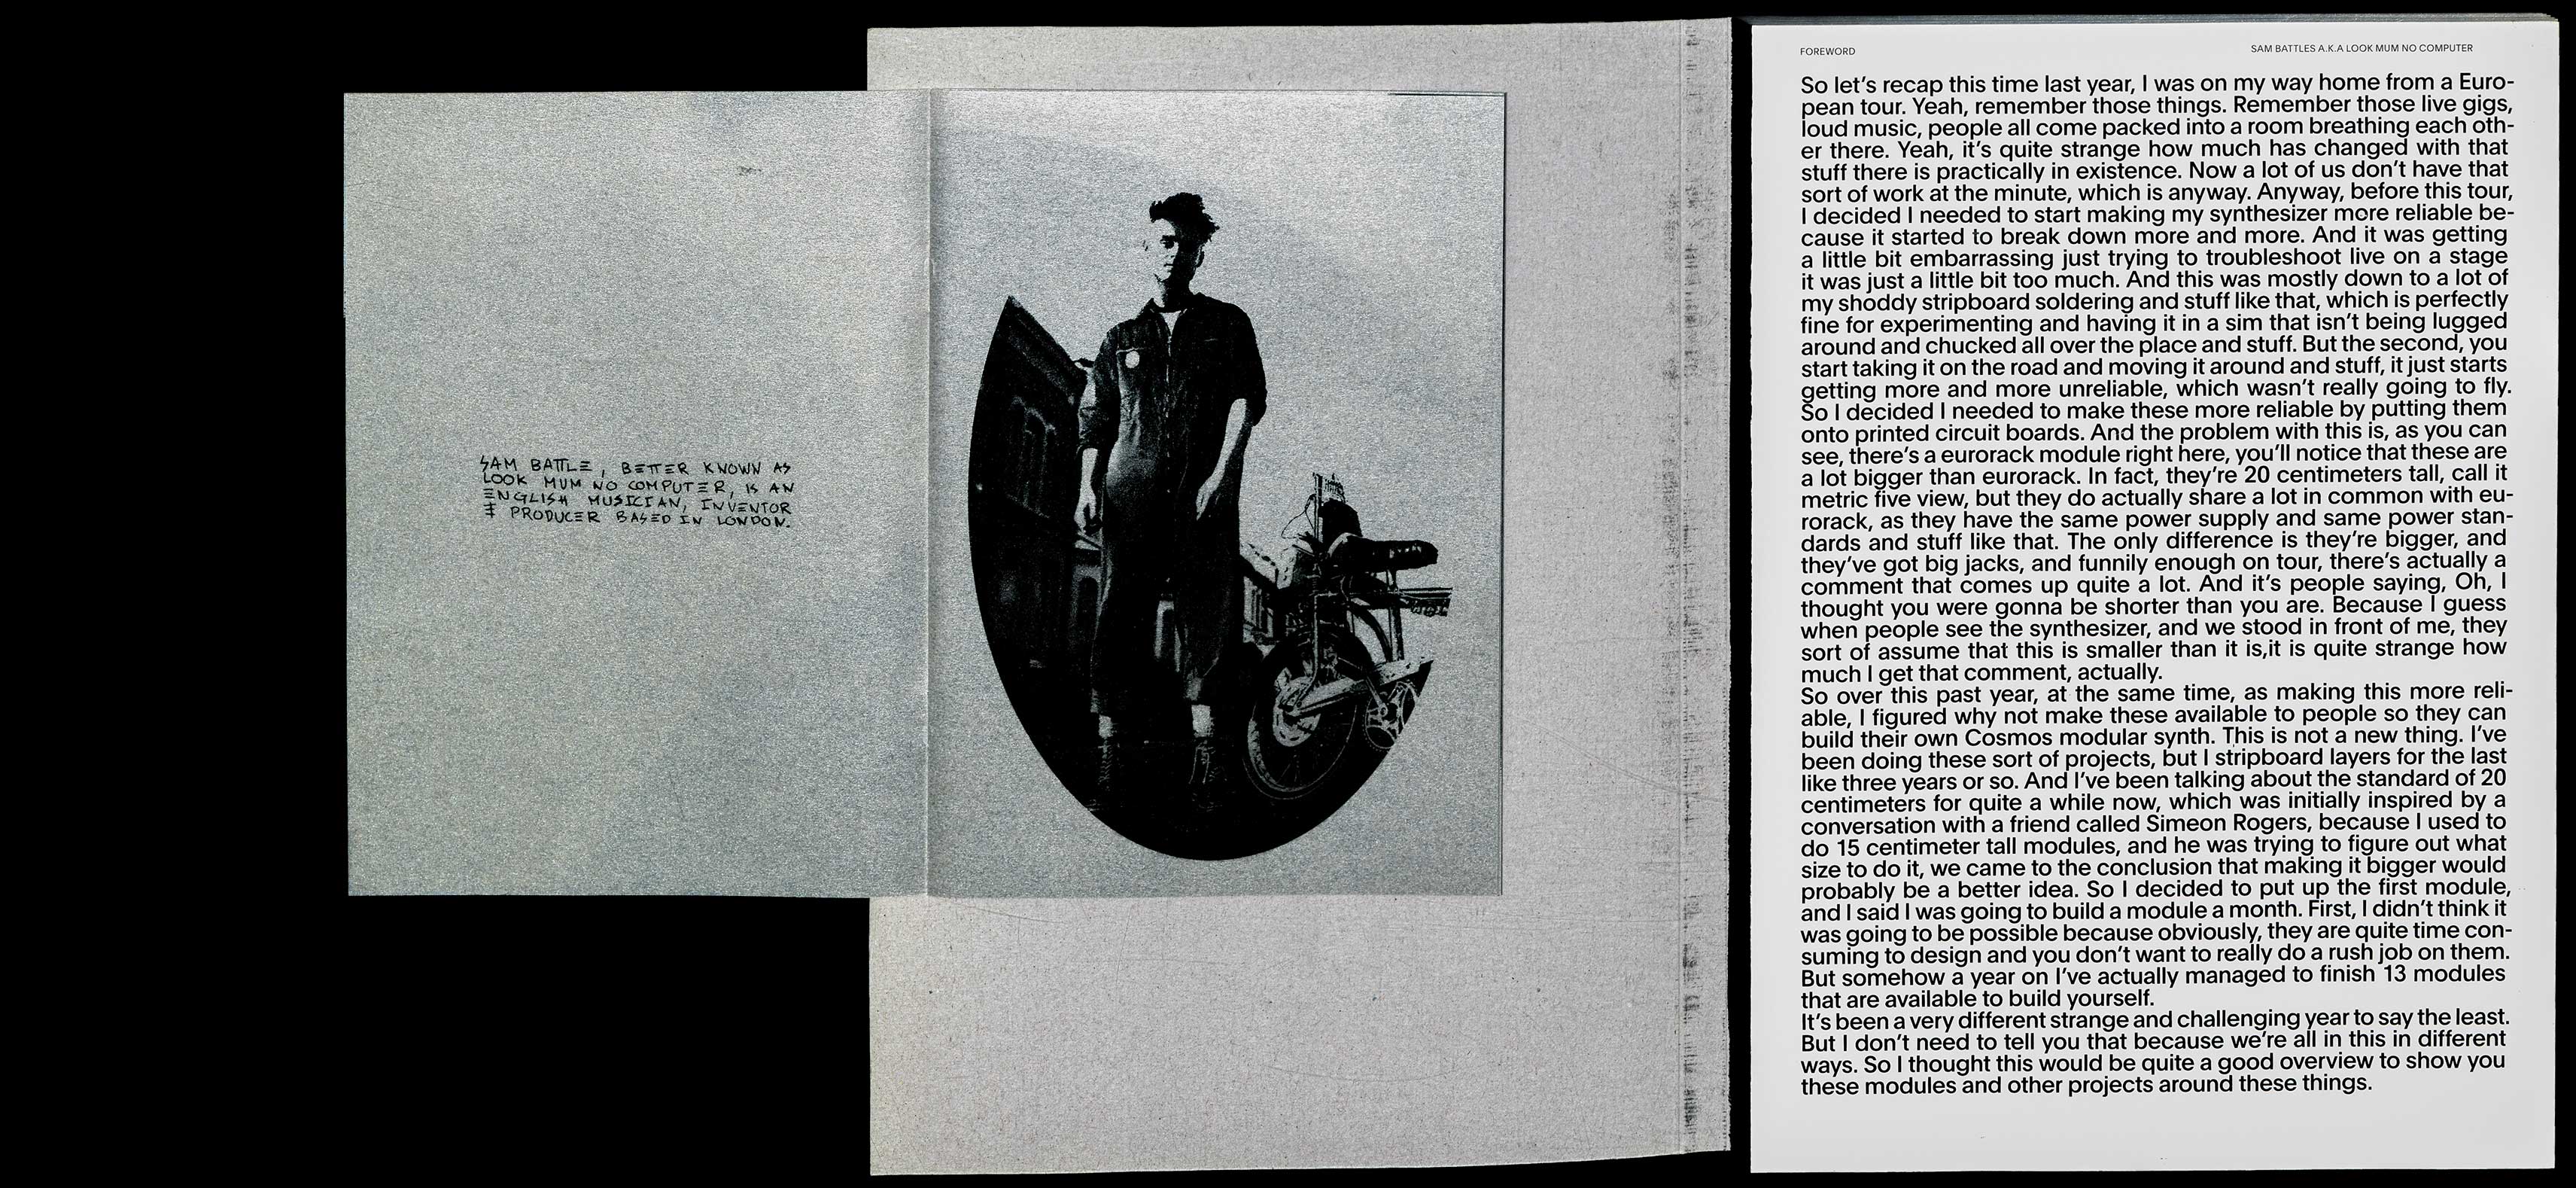 SAM BATTLE, BETTER KNOWN AS
LOOK MUM NO COMPUTER, IS AN
ENGLISH MUSICIAN, INVENTOR
& PRODUCER BASED IN LONDON.
FOREWORD
SAM BATTLES A.K.A LOOK MUM NO COMPUTER
So let's recap this time last year, I was on my way home from a Euro-
pean tour. Yeah, remember those things. Remember those live gigs,
loud music, people all come packed into a room breathing each oth-
er there. Yeah, it's quite strange how much has changed with that
stuff there is practically in existence. Now a lot of us don't have that
sort of work at the minute, which is anyway. Anyway, before this tour,
I decided I needed to start making my synthesizer more reliable be-
cause it started to break down more and more. And it was getting
a little bit embarrassing just trying to troubleshoot live on a stage
it was just a little bit too much. And this was mostly down to a lot of
my shoddy stripboard soldering and stuff like that, which is perfectly
fine for experimenting and having it in a sim that isn't being lugged
around and chucked all over the place and stuff. But the second, you
start taking it on the road and moving it around and stuff, it just starts
getting more and more unreliable, which wasn't really going to fly.
So I decided I needed to make these more reliable by putting them
onto printed circuit boards. And the problem with this is, as you can
see, there's a eurorack module right here, you'll notice that these are
a lot bigger than eurorack. In fact, they're 20 centimeters tall, call it
metric five view, but they do actually share a lot in common with eu-
rorack, as they have the same power supply and same power stan-
dards and stuff like that. The only difference is they're bigger, and
they've got big jacks, and funnily enough on tour, there's actually a
comment that comes up quite a lot. And it's people saying, Oh, I
thought you were gonna be shorter than you are. Because I guess
when people see the synthesizer, and we stood in front of me, they
sort of assume that this is smaller than it is,it is quite strange how
much I get that comment, actually.
So over this past year, at the same time, as making this more reli-
able, I figured why not make these available to people so they can
build their own Cosmos modular synth. This is not a new thing. I've
been doing these sort of projects, but I stripboard layers for the last
like three years or so. And I've been talking about the standard of 20
centimeters for quite a while now, which was initially inspired by a
conversation with a friend called Simeon Rogers, because I used to
do 15 centimeter tall modules, and he was trying to figure out what
size to do it, we came to the conclusion that making it bigger would
probably be a better idea. So I decided to put up the first module,
and I said I was going to build a module a month. First, I didn't think it
was going to be possible because obviously, they are quite time con-
suming to design and you don't want to really do a rush job on them.
But somehow a year on I've actually managed to finish 13 modules
that are available to build yourself.
It's been a very different strange and challenging year to say the least.
But I don't need to tell you that because we're all in this in different
ways. So I thought this would be quite a good overview to show you
these modules and other projects around these things.